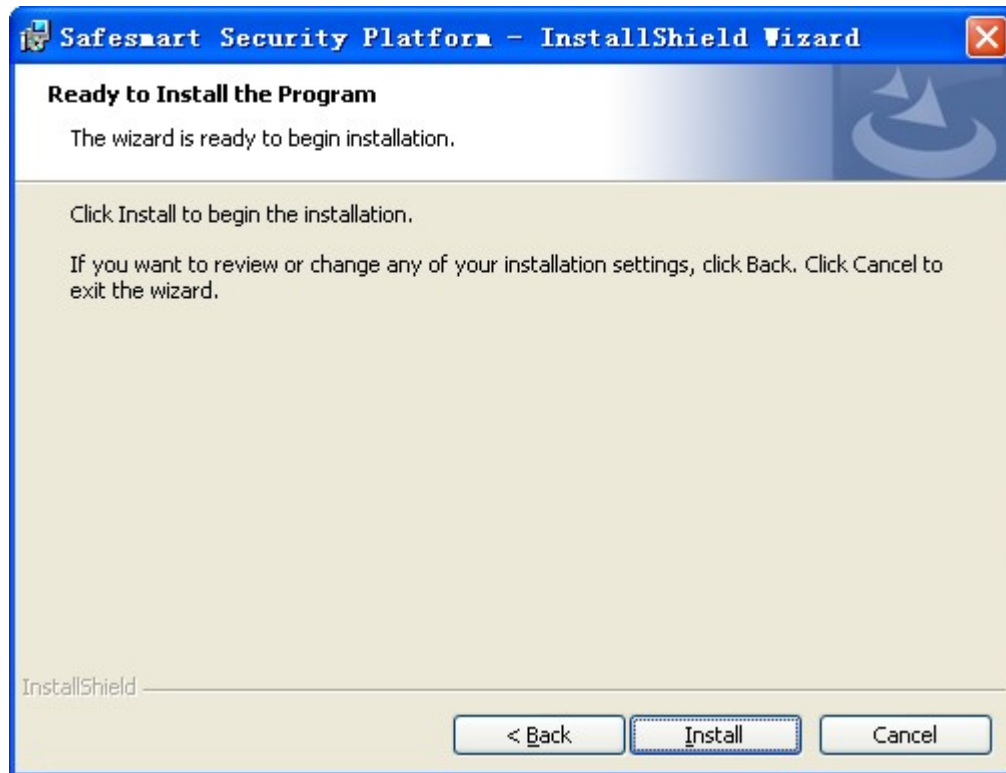 Safesmart Security Platform - InstallShield Wizard
Ready to Install the Program
The wizard is ready to begin installation.
Click Install to begin the installation.
If you want to review or change any of your installation settings, click Back. Click Cancel to
exit the wizard.
InstallShield
< Back
Install
Cancel